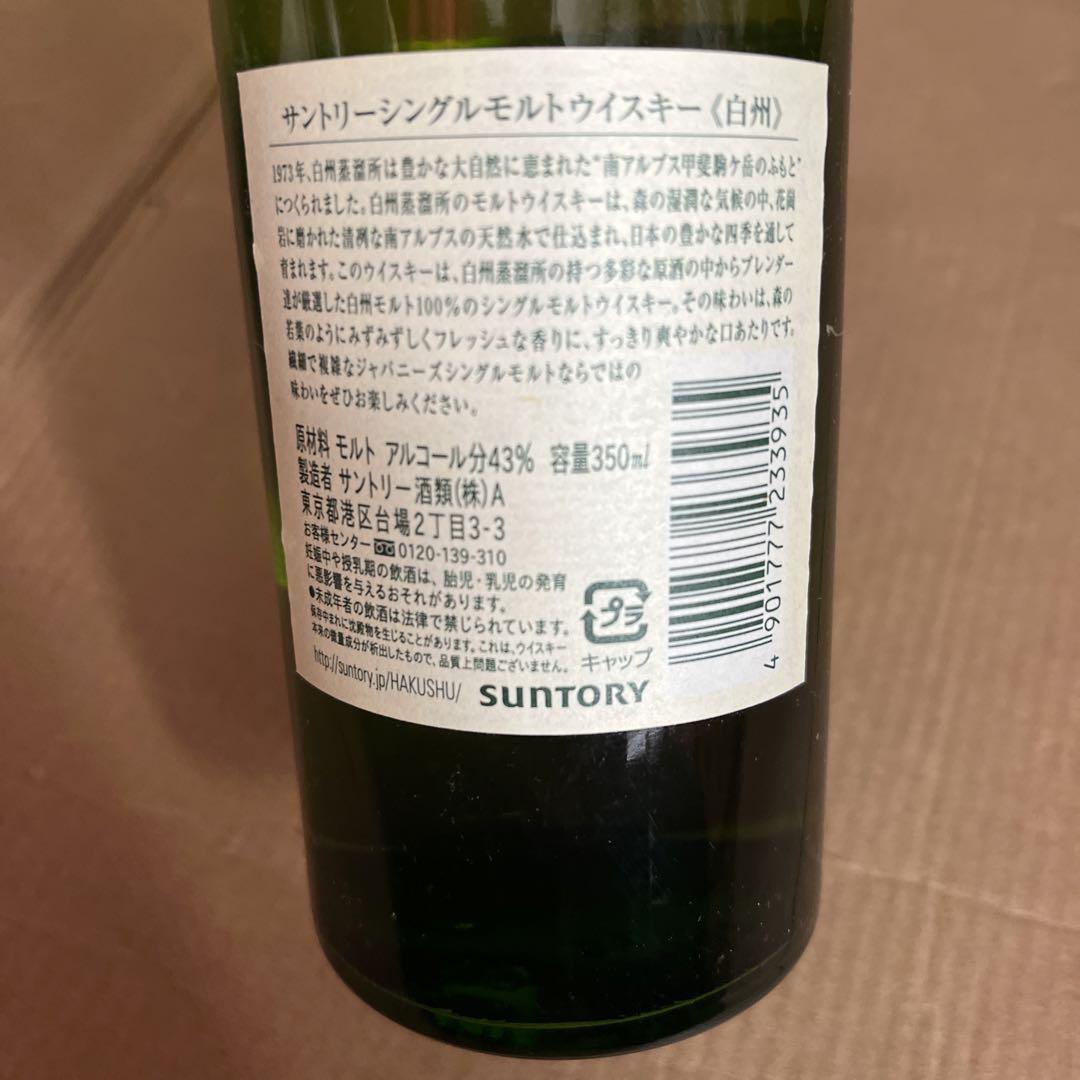 サントリーシングルモルトウイスキー《白州》
1973年、白州蒸溜所は豊かな大自然に恵まれた“南アルプス甲斐駒ケ岳のふもと”
につくられました。白州蒸溜所のモルトウイスキーは、森の湿潤な気候の中、花崗
岩に磨かれた清冽な南アルプスの天然水で仕込まれ、日本の豊かな四季を通して
育まれます。このウイスキーは、白州蒸溜所の持つ多彩な原酒の中からブレンダー
達が厳選した白州モルト100%のシングルモルトウイスキー。その味わいは、森の
若葉のようにみずみずしくフレッシュな香りに、すっきり爽やかな口あたりです。
繊細で複雑なジャパニーズシングルモルトならではの
味わいをぜひお楽しみください。
原材料 モルト アルコール分43% 容量350ml
製造者 サントリー酒類(株)A
東京都港区台場2丁目3-3
お客様センター 0120-139-310
妊娠中や授乳期の飲酒は、胎児・乳児の発育
に悪影響を与えるおそれがあります。
●未成年者の飲酒は法律で禁じられています。
保存中まれに沈殿物を生じることがあります。これは、ウイスキー
本来の微量成分が析出したもので、品質上問題ございません。
http://suntory.jp/HAKUSHU/
SUNTORY
プラ
キャップ
4 901777 233935